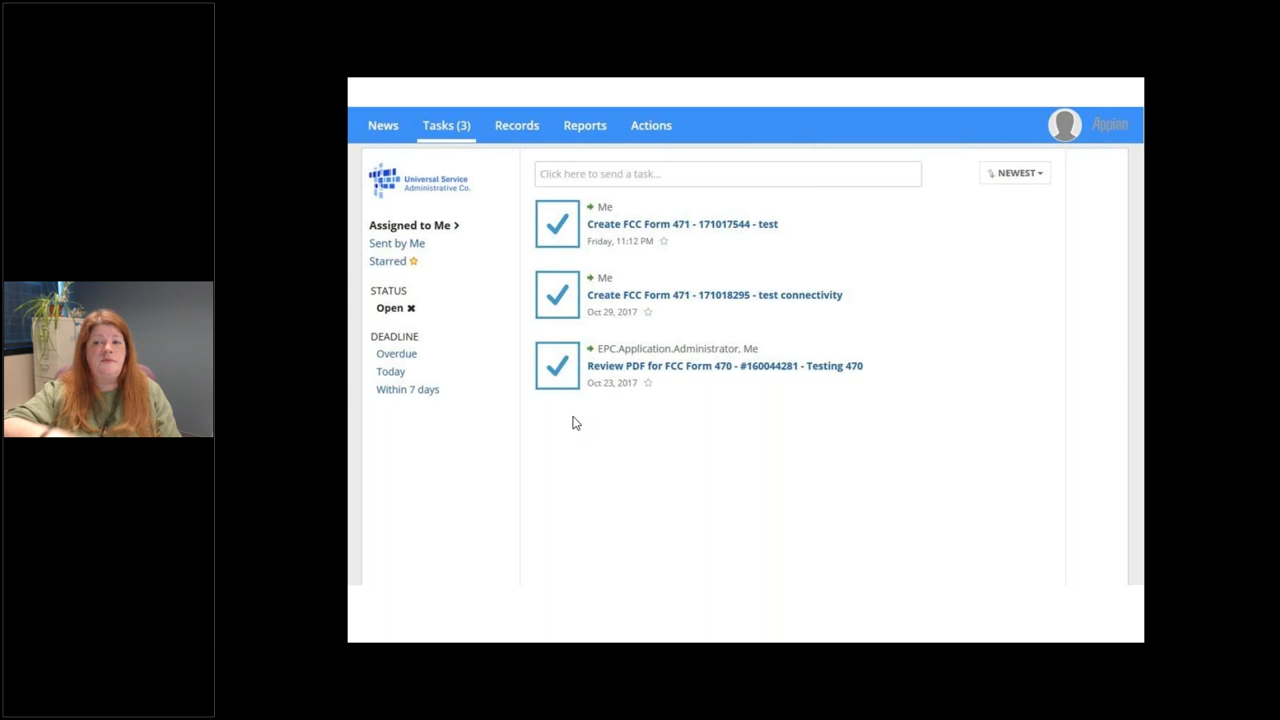 News Tasks (3) Records Reports Actions Appian
Universal Service
Administrative Co.
Assigned to Me
Sent by Me
Starred
STATUS
Open
DEADLINE
Overdue
Today
Within 7 days
Click here to send a task...
NEWEST
Me
Create FCC Form 471 - 171017544 - test
Friday, 11:12 PM
Me
Create FCC Form 471 - 171018295 - test connectivity
Oct 29, 2017
EPC.Application.Administrator, Me
Review PDF for FCC Form 470 - #160044281 - Testing 470
Oct 23, 2017